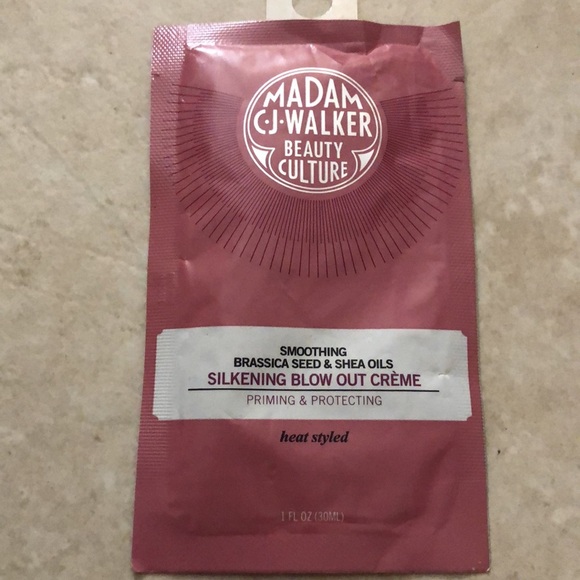 MADAM
C·J·WALKER
BEAUTY
CULTURE
SMOOTHING
BRASSICA SEED & SHEA OILS
SILKENING BLOW OUT CRÈME
PRIMING & PROTECTING
heat styled
1 FL OZ (30ML)